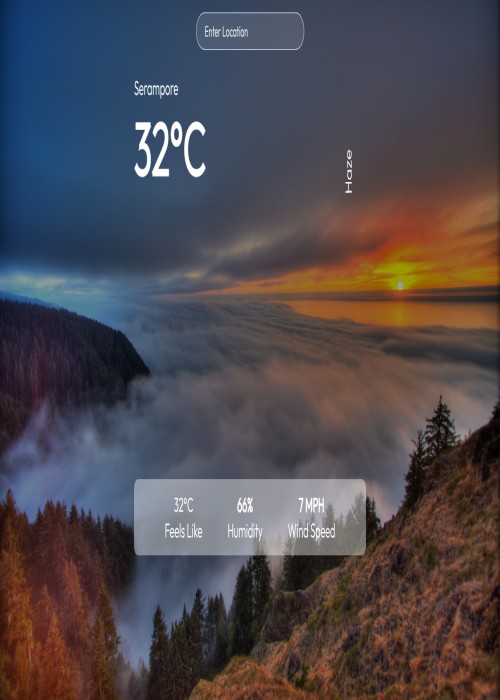 Enter Location
Serampore
32°C
Haze
32°C 66% 7 MPH
Feels Like Humidity Wind Speed